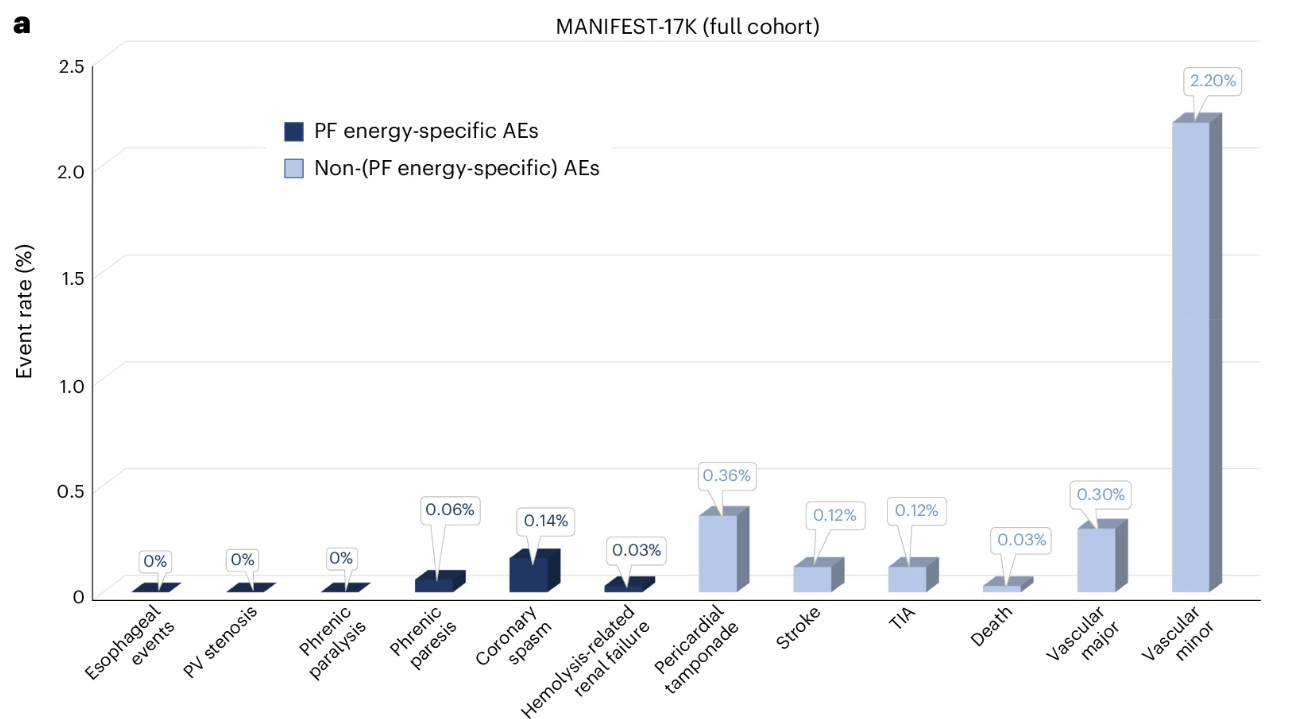 a
MANIFEST-17K (full cohort)
2.5
2.0
1.5
1.0
0.5
0
Event rate (%)
PF energy-specific AEs
Non-(PF energy-specific) AEs
0%
0%
0%
0.06%
0.14%
0.03%
0.36%
0.12%
0.12%
0.03%
0.30%
2.20%
Esophageal
events
PV stenosis
Phrenic
paralysis
Phrenic
paresis
Coronary
spasm
Hemolysis-related
renal failure
Pericardial
tamponade
Stroke
TIA
Death
Vascular
major
Vascular
minor